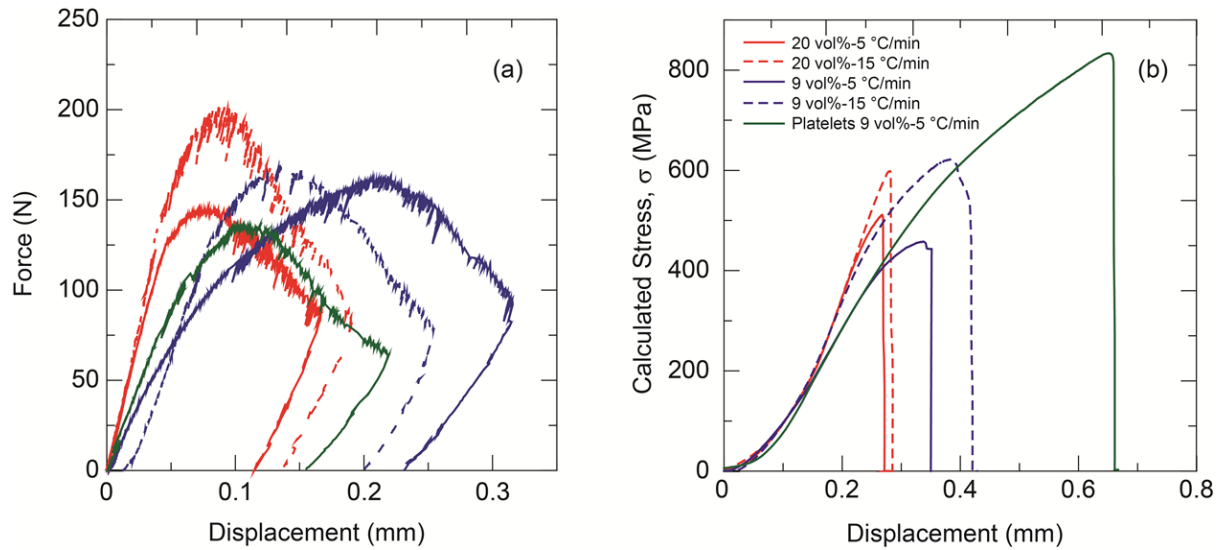 250
200
150
100
50
0
0
0.1
0.2
0.3
Force (N)
Displacement (mm)
(a)
800
600
400
200
0
0
0.2
0.4
0.6
0.8
Calculated Stress, σ (MPa)
Displacement (mm)
(b)
20 vol%-5 °C/min
20 vol%-15 °C/min
9 vol%-5 °C/min
9 vol%-15 °C/min
Platelets 9 vol%-5 °C/min